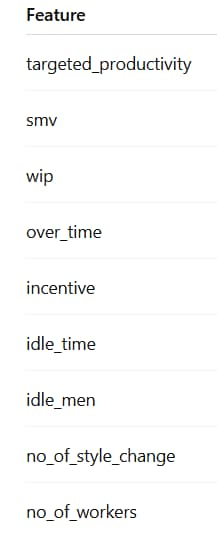 Feature
targeted_productivity
smv
wip
over_time
incentive
idle_time
idle_men
no_of_style_change
no_of_workers